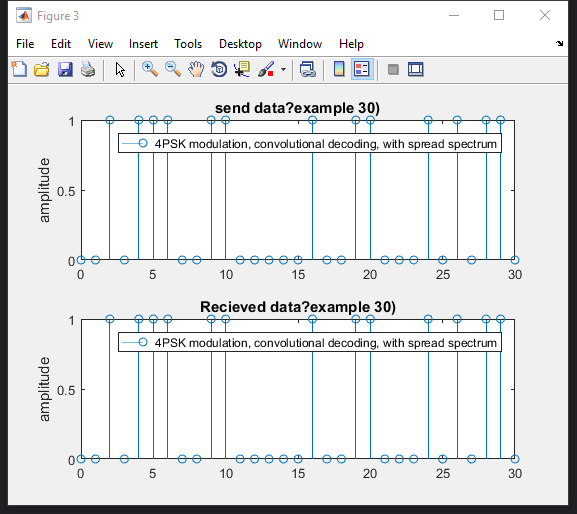 Figure 3
File Edit View Insert Tools Desktop Window Help
send data?example 30)
1
4PSK modulation, convolutional decoding, with spread spectrum
amplitude
0.5
0
0 5 10 15 20 25 30
Recieved data?example 30)
1
4PSK modulation, convolutional decoding, with spread spectrum
amplitude
0.5
0
0 5 10 15 20 25 30